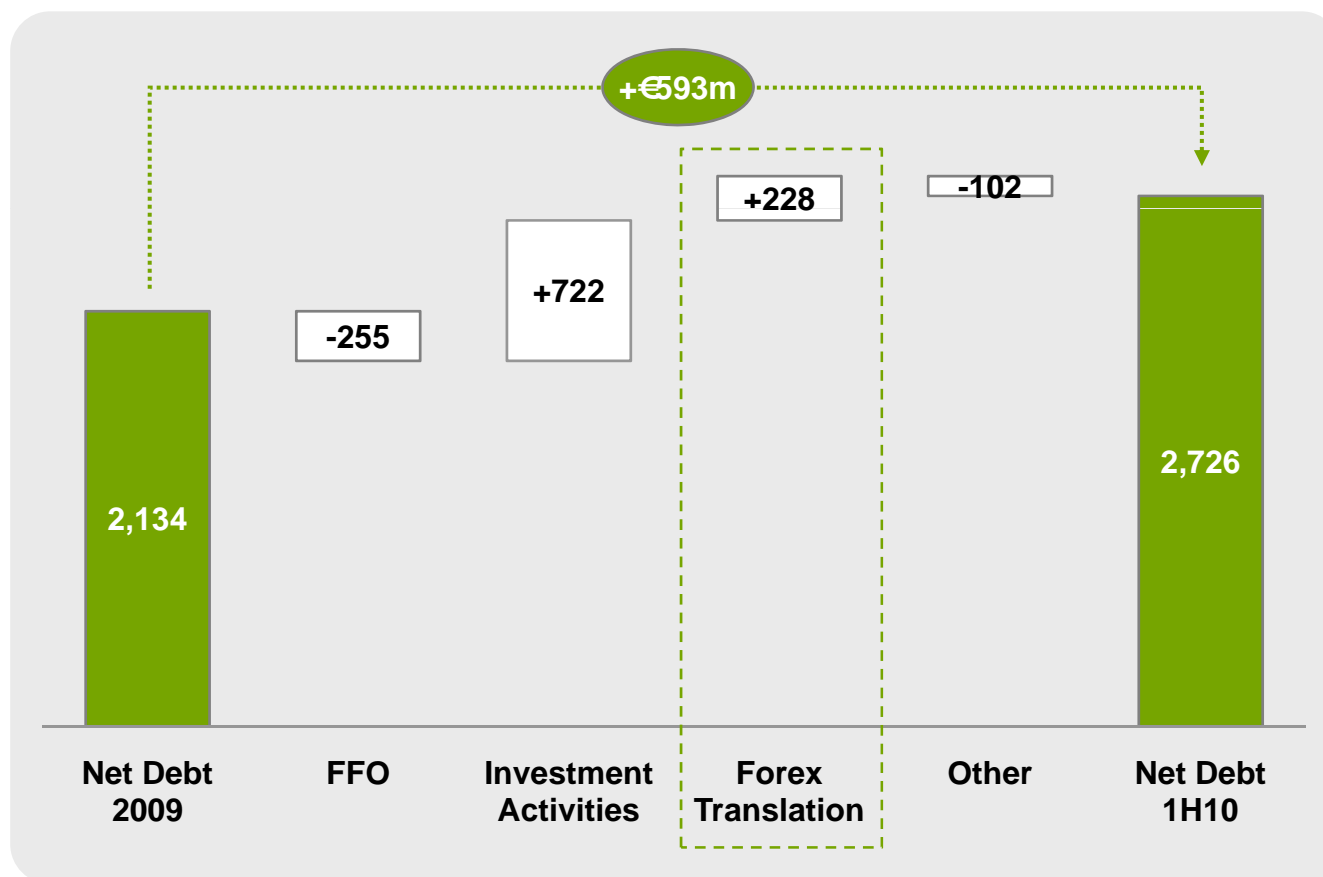 +€593m
+228
-102
+722
-255
2,726
2,134
Net Debt
2009
FFO
Investment
Activities
Forex
Translation
Other
Net Debt
1H10